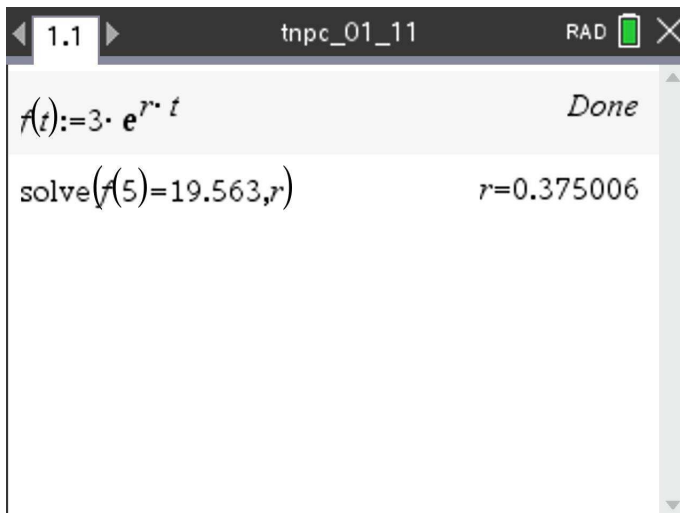 1.1 tnpc_01_11 RAD
f(t):=3· e^r· t Done
solve(f(5)=19.563,r) r=0.375006